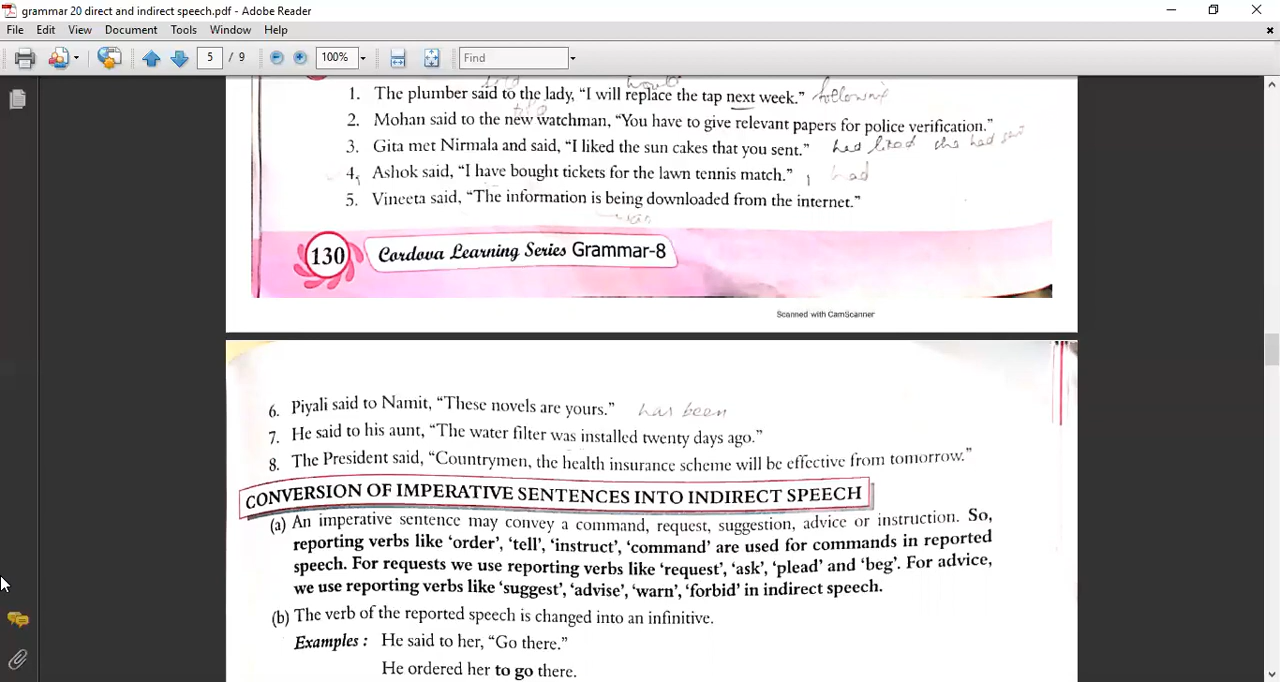 grammar 20 direct and indirect speech.pdf - Adobe Reader
File Edit View Document Tools Window Help
5 / 9 100% Find
would
1. The plumber said to the lady, “I will replace the tap next week.” following
2. Mohan said to the new watchman, “You have to give relevant papers for police verification.”
3. Gita met Nirmala and said, “I liked the sun cakes that you sent.” had liked she had
4. Ashok said, “I have bought tickets for the lawn tennis match.” had
5. Vineeta said, “The information is being downloaded from the internet.”
was
130 Cordova Learning Series Grammar-8
Scanned with CamScanner
6. Piyali said to Namit, “These novels are yours.” has been
7. He said to his aunt, “The water filter was installed twenty days ago.”
8. The President said, “Countrymen, the health insurance scheme will be effective from tomorrow.”
CONVERSION OF IMPERATIVE SENTENCES INTO INDIRECT SPEECH
(a) An imperative sentence may convey a command, request, suggestion, advice or instruction. So,
reporting verbs like ‘order’, ‘tell’, ‘instruct’, ‘command’ are used for commands in reported
speech. For requests we use reporting verbs like ‘request’, ‘ask’, ‘plead’ and ‘beg’. For advice,
we use reporting verbs like ‘suggest’, ‘advise’, ‘warn’, ‘forbid’ in indirect speech.
(b) The verb of the reported speech is changed into an infinitive.
Examples : He said to her, “Go there.”
He ordered her to go there.